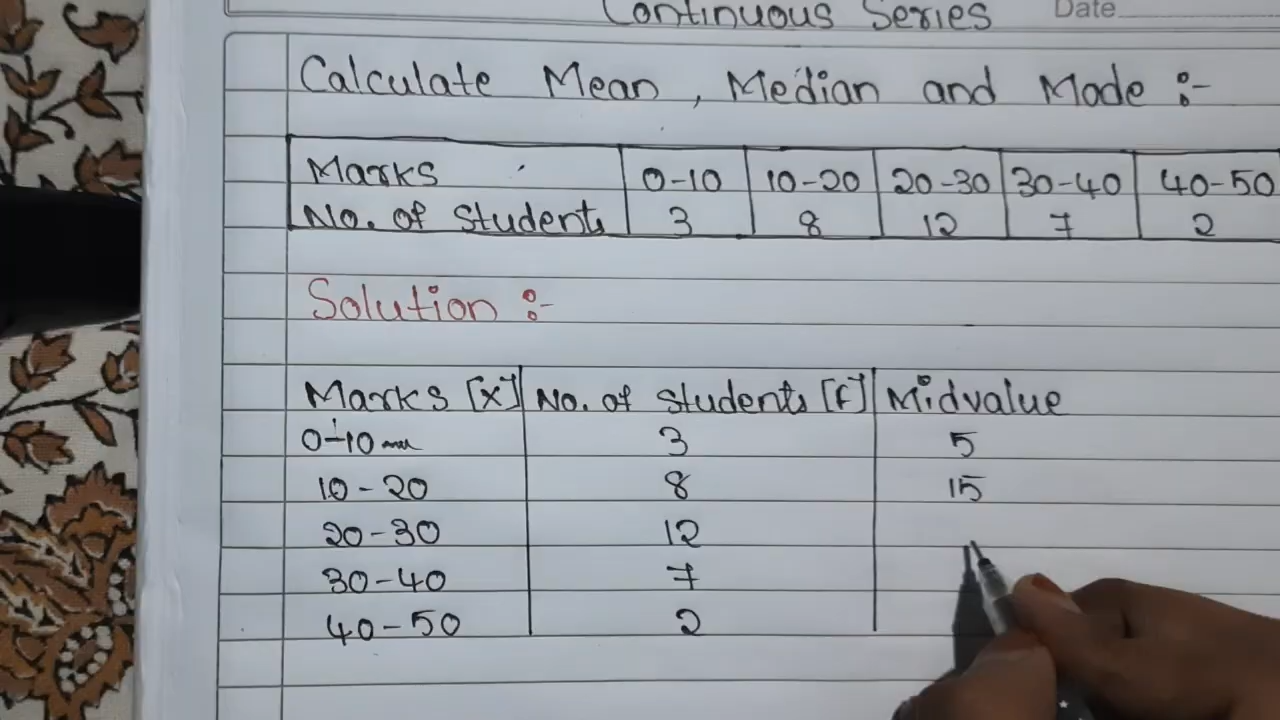 Continuous Series Date
Calculate Mean, Median and Mode :-
Marks 0-10 10-20 20-30 30-40 40-50
No. of Students 3 8 12 7 2
Solution :-
Marks [x] No. of students [f] Midvalue
0-10 3 5
10-20 8 15
20-30 12
30-40 7
40-50 2